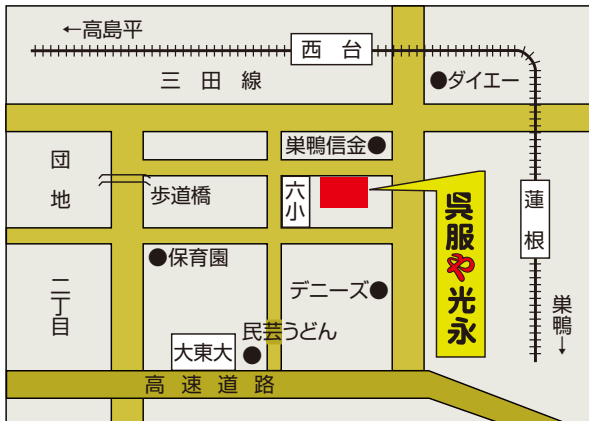 ←高島平
西台
三田線
●ダイエー
巣鴨信金●
団地
歩道橋
六小
蓮根
呉服や光永
●保育園
デニーズ●
二丁目
民芸うどん
●
大東大
巣鴨→
高速道路